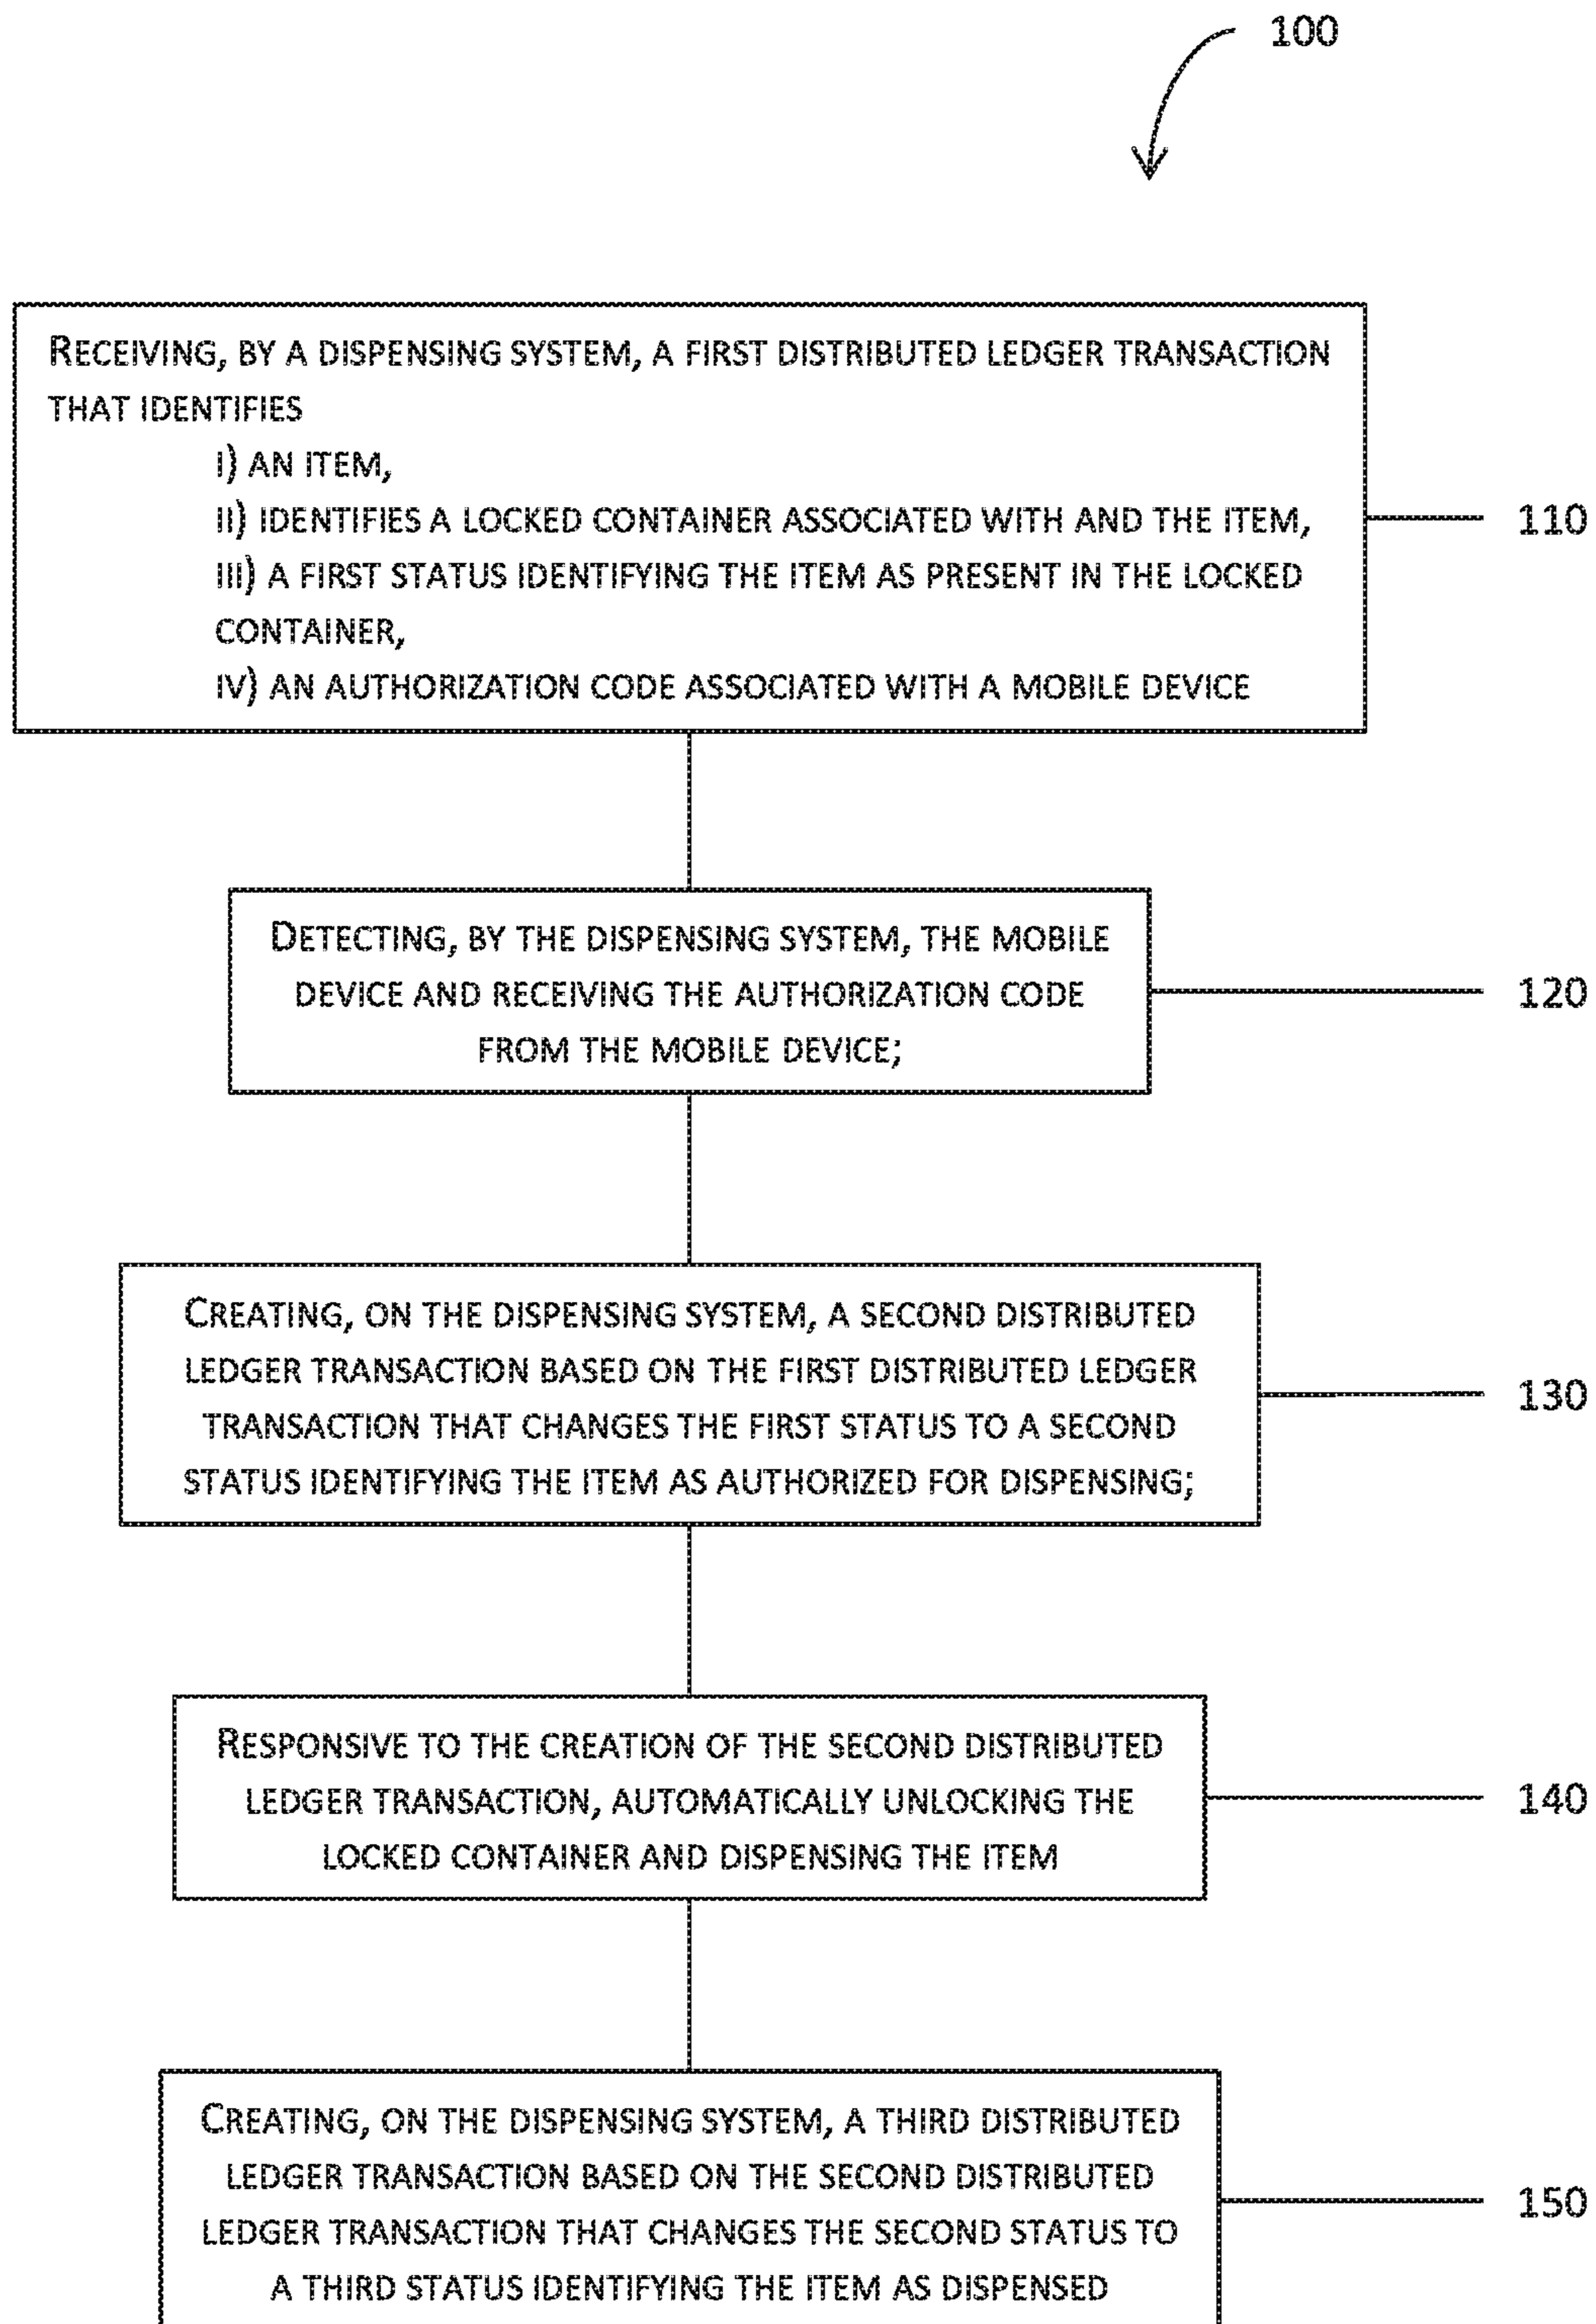 100
RECEIVING, BY A DISPENSING SYSTEM, A FIRST DISTRIBUTED LEDGER TRANSACTION
THAT IDENTIFIES
I) AN ITEM,
II) IDENTIFIES A LOCKED CONTAINER ASSOCIATED WITH AND THE ITEM,
III) A FIRST STATUS IDENTIFYING THE ITEM AS PRESENT IN THE LOCKED
CONTAINER,
IV) AN AUTHORIZATION CODE ASSOCIATED WITH A MOBILE DEVICE
110
DETECTING, BY THE DISPENSING SYSTEM, THE MOBILE
DEVICE AND RECEIVING THE AUTHORIZATION CODE
FROM THE MOBILE DEVICE;
120
CREATING, ON THE DISPENSING SYSTEM, A SECOND DISTRIBUTED
LEDGER TRANSACTION BASED ON THE FIRST DISTRIBUTED LEDGER
TRANSACTION THAT CHANGES THE FIRST STATUS TO A SECOND
STATUS IDENTIFYING THE ITEM AS AUTHORIZED FOR DISPENSING;
130
RESPONSIVE TO THE CREATION OF THE SECOND DISTRIBUTED
LEDGER TRANSACTION, AUTOMATICALLY UNLOCKING THE
LOCKED CONTAINER AND DISPENSING THE ITEM
140
CREATING, ON THE DISPENSING SYSTEM, A THIRD DISTRIBUTED
LEDGER TRANSACTION BASED ON THE SECOND DISTRIBUTED
LEDGER TRANSACTION THAT CHANGES THE SECOND STATUS TO
A THIRD STATUS IDENTIFYING THE ITEM AS DISPENSED
150